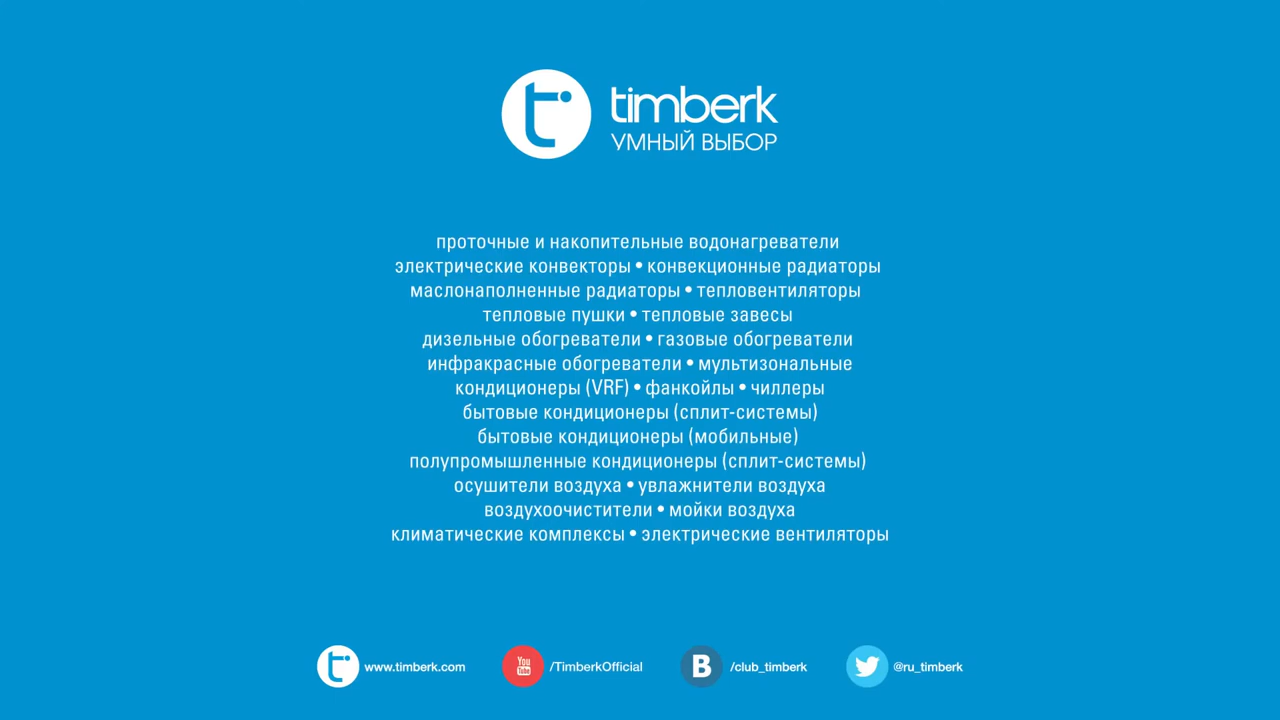 timberk
УМНЫЙ ВЫБОР
проточные и накопительные водонагреватели
электрические конвекторы • конвекционные радиаторы
маслонаполненные радиаторы • тепловентиляторы
тепловые пушки • тепловые завесы
дизельные обогреватели • газовые обогреватели
инфракрасные обогреватели • мультизональные
кондиционеры (VRF) • фанкойлы • чиллеры
бытовые кондиционеры (сплит-системы)
бытовые кондиционеры (мобильные)
полупромышленные кондиционеры (сплит-системы)
осушители воздуха • увлажнители воздуха
воздухоочистители • мойки воздуха
климатические комплексы • электрические вентиляторы
www.timberk.com You Tube /TimberkOfficial B /club_timberk @ru_timberk